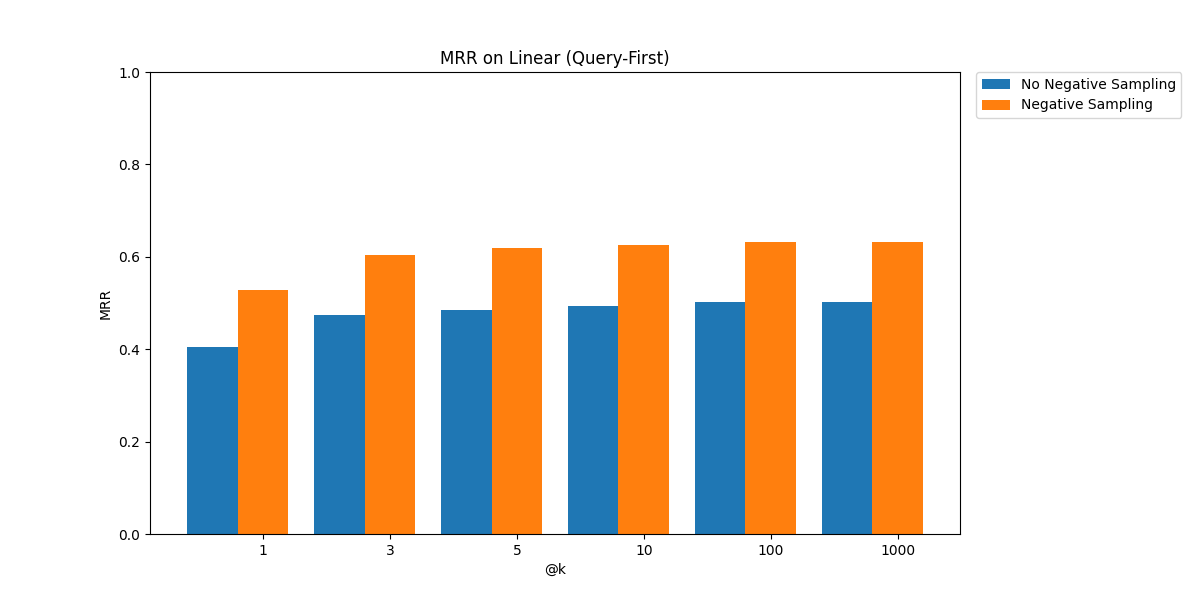 MRR on Linear (Query-First)
No Negative Sampling
Negative Sampling
1.0
0.8
0.6
0.4
0.2
0.0
MRR
1 3 5 10 100 1000
@k